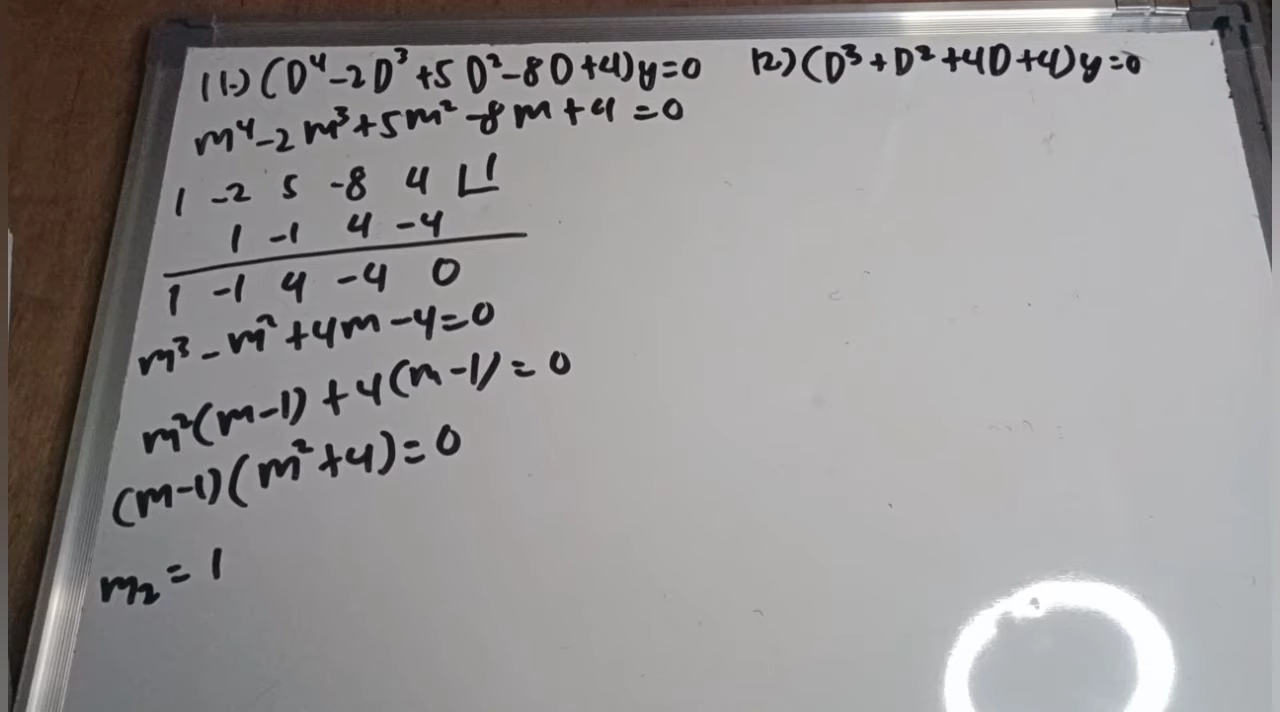 11.) (D⁴-2D³+5D²-8D+4)y=0
m⁴-2m³+5m²-8m+4=0
1 -2 5 -8 4 ∟1
1 -1 4 -4
1 -1 4 -4 0
m³-m²+4m-4=0
m²(m-1)+4(m-1)=0
(m-1)(m²+4)=0
m₂=1
12.) (D³+D²+4D+4)y=0